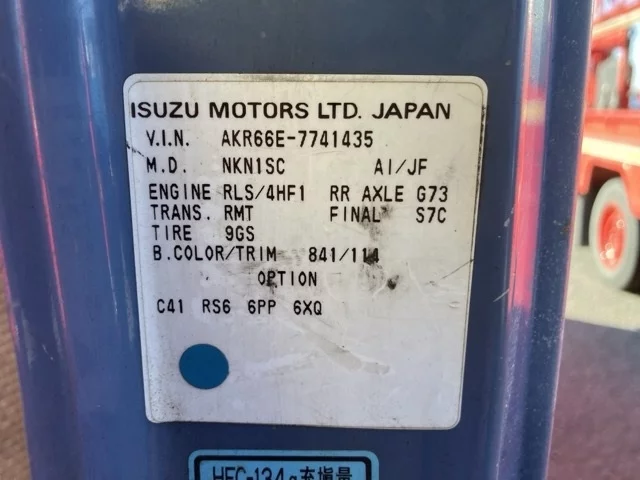 ISUZU MOTORS LTD. JAPAN
V.I.N. AKR66E-7741435
M.D. NKN1SC AI/JF
ENGINE RLS/4HF1 RR AXLE G73
TRANS. RMT FINAL S7C
TIRE 9GS
B.COLOR/TRIM 841/114
OPTION
C41 RS6 6PP 6XQ
HFC-134a充填量